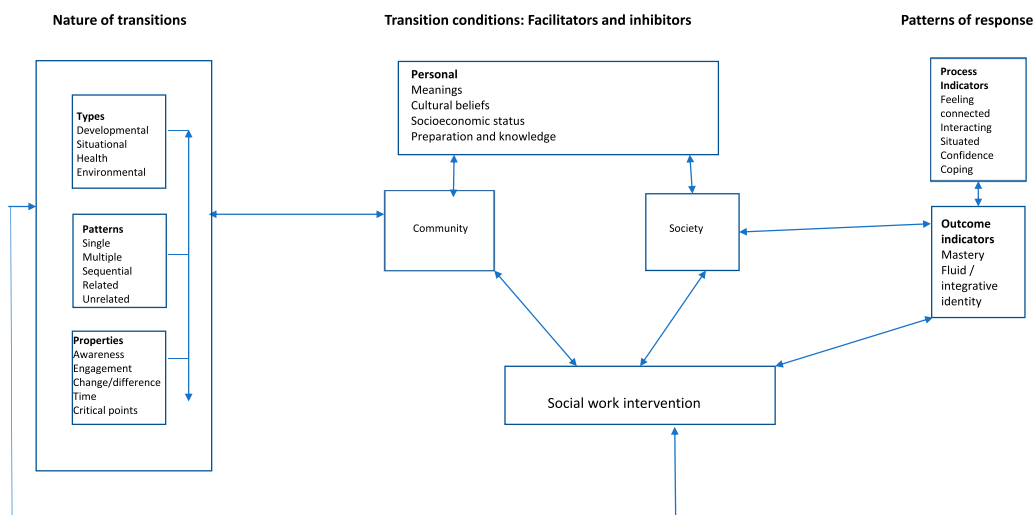 Nature of transitions
Transition conditions: Facilitators and inhibitors
Patterns of response
Types
Developmental
Situational
Health
Environmental
Patterns
Single
Multiple
Sequential
Related
Unrelated
Properties
Awareness
Engagement
Change/difference
Time
Critical points
Personal
Meanings
Cultural beliefs
Socioeconomic status
Preparation and knowledge
Community
Society
Social work intervention
Process
Indicators
Feeling
connected
Interacting
Situated
Confidence
Coping
Outcome
indicators
Mastery
Fluid /
integrative
identity